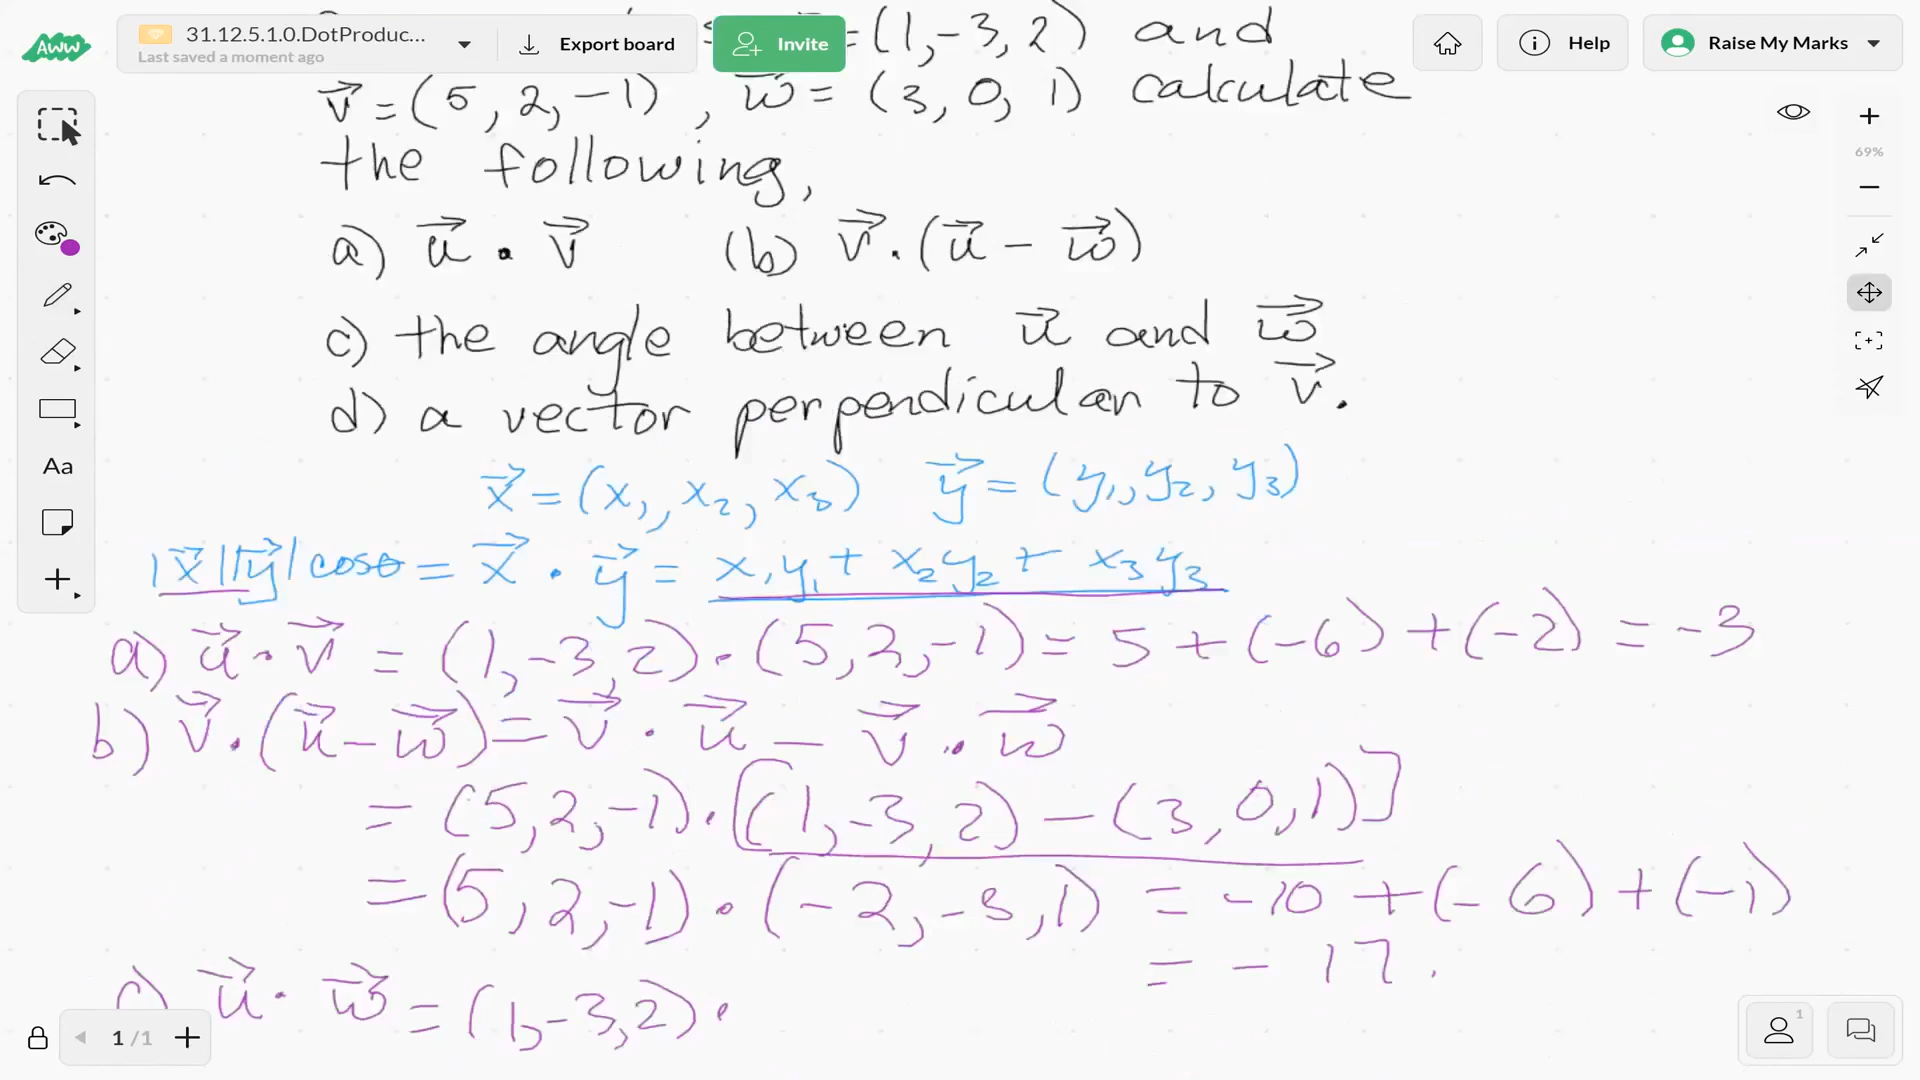 AWW 31.12.5.1.0.DotProduc... Export board Invite Help Raise My Marks
Last saved a moment ago
= (1, -3, 2) and
v⃗ = (5, 2, -1), w⃗ = (3, 0, 1) calculate
the following,
a) u⃗ · v⃗ (b) v⃗ · (u⃗ - w⃗)
c) the angle between u⃗ and w⃗
d) a vector perpendicular to v⃗.
x⃗ = (x₁, x₂, x₃) y⃗ = (y₁, y₂, y₃)
|x⃗||y⃗| cosθ = x⃗ · y⃗ = x₁y₁ + x₂y₂ + x₃y₃
a) u⃗ · v⃗ = (1, -3, 2) · (5, 2, -1) = 5 + (-6) + (-2) = -3
b) v⃗ · (u⃗ - w⃗) = v⃗ · u⃗ - v⃗ · w⃗
= (5, 2, -1) · [(1, -3, 2) - (3, 0, 1)]
= (5, 2, -1) · (-2, -3, 1) = -10 + (-6) + (-1)
= -17.
c) u⃗ · w⃗ = (1, -3, 2) ·
69%
Aa
1 / 1
1